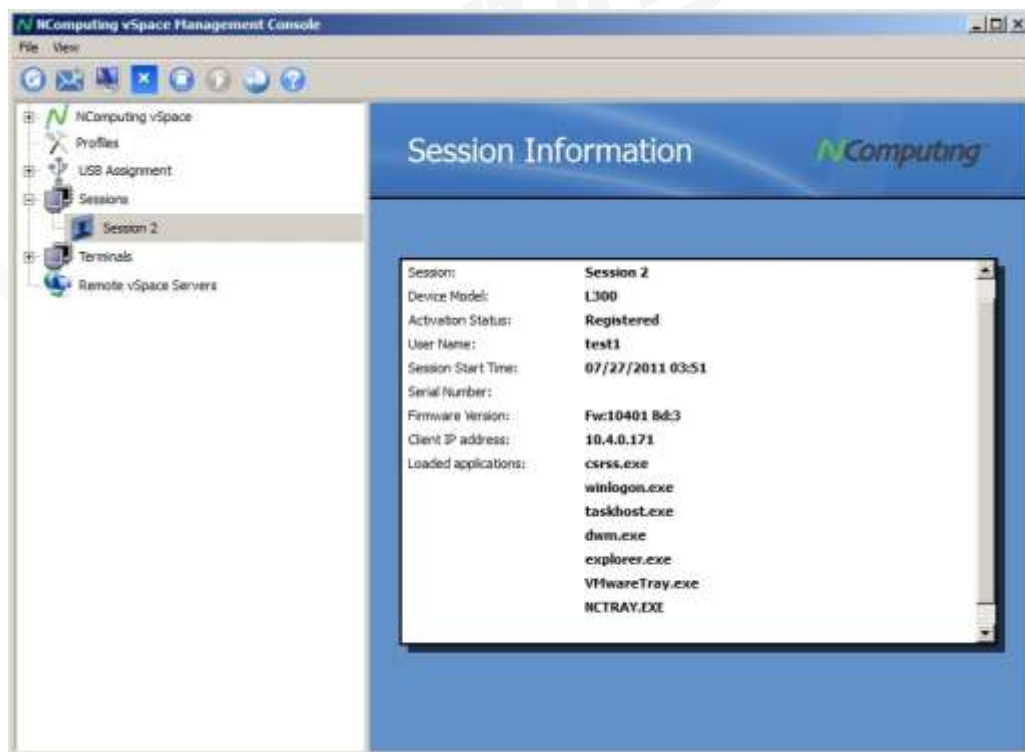 NComputing vSpace Management Console
File View
NComputing vSpace
Profiles
USB Assignment
Sessions
Session 2
Terminals
Remote vSpace Servers
Session Information
NComputing
Session: Session 2
Device Model: L300
Activation Status: Registered
User Name: test1
Session Start Time: 07/27/2011 03:51
Serial Number:
Firmware Version: Fw:10401 Bd:3
Client IP address: 10.4.0.171
Loaded applications: csrss.exe
winlogon.exe
taskhost.exe
dwm.exe
explorer.exe
VMwareTray.exe
NCTRAY.EXE